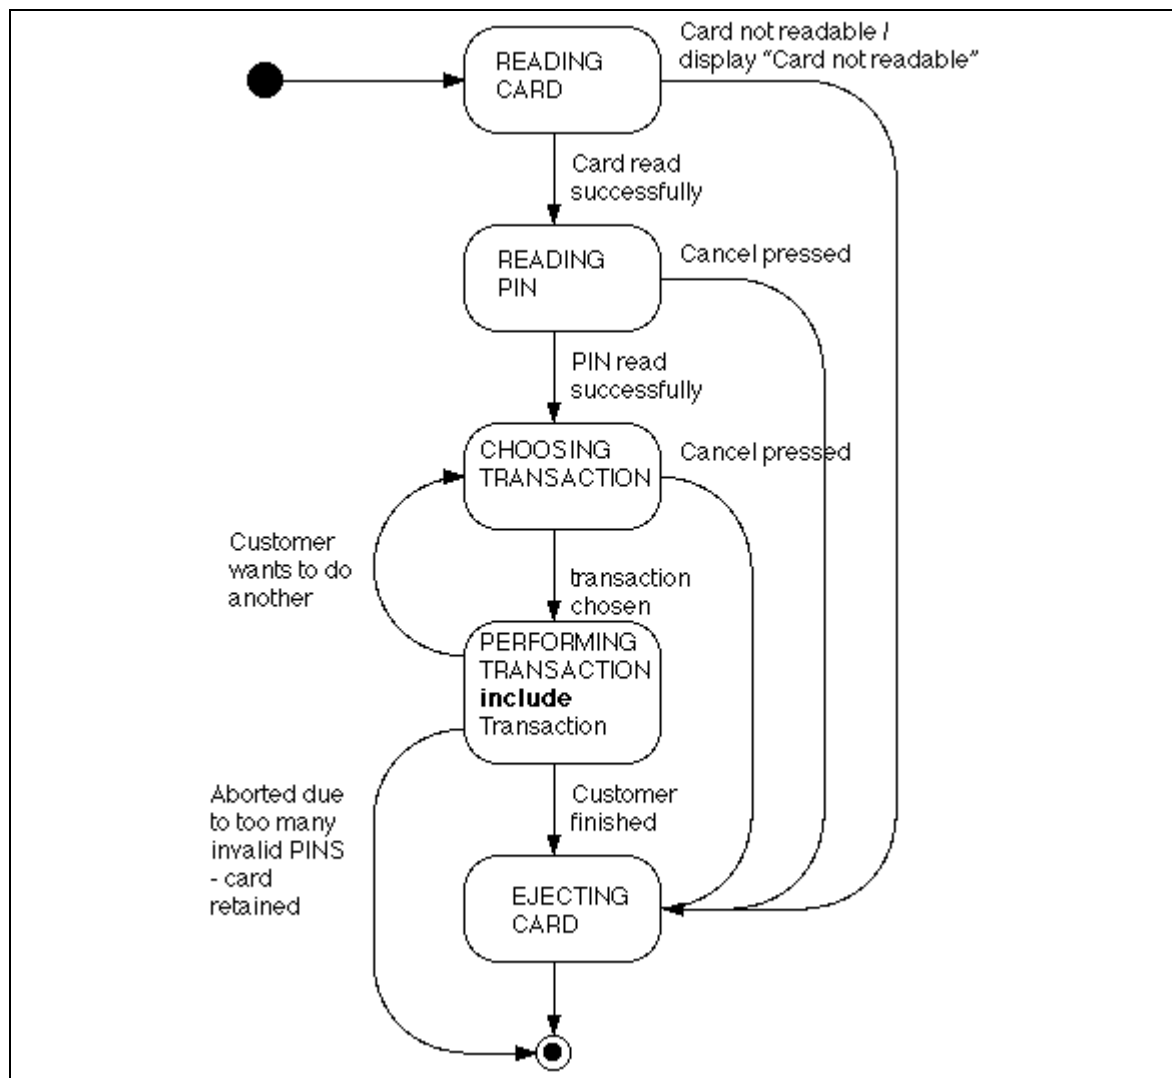 READING
CARD
Card not readable /
display “Card not readable”
Card read
successfully
READING
PIN
Cancel pressed
PIN read
successfully
CHOOSING
TRANSACTION
Cancel pressed
Customer
wants to do
another
transaction
chosen
PERFORMING
TRANSACTION
include
Transaction
Aborted due
to too many
invalid PINS
- card
retained
Customer
finished
EJECTING
CARD